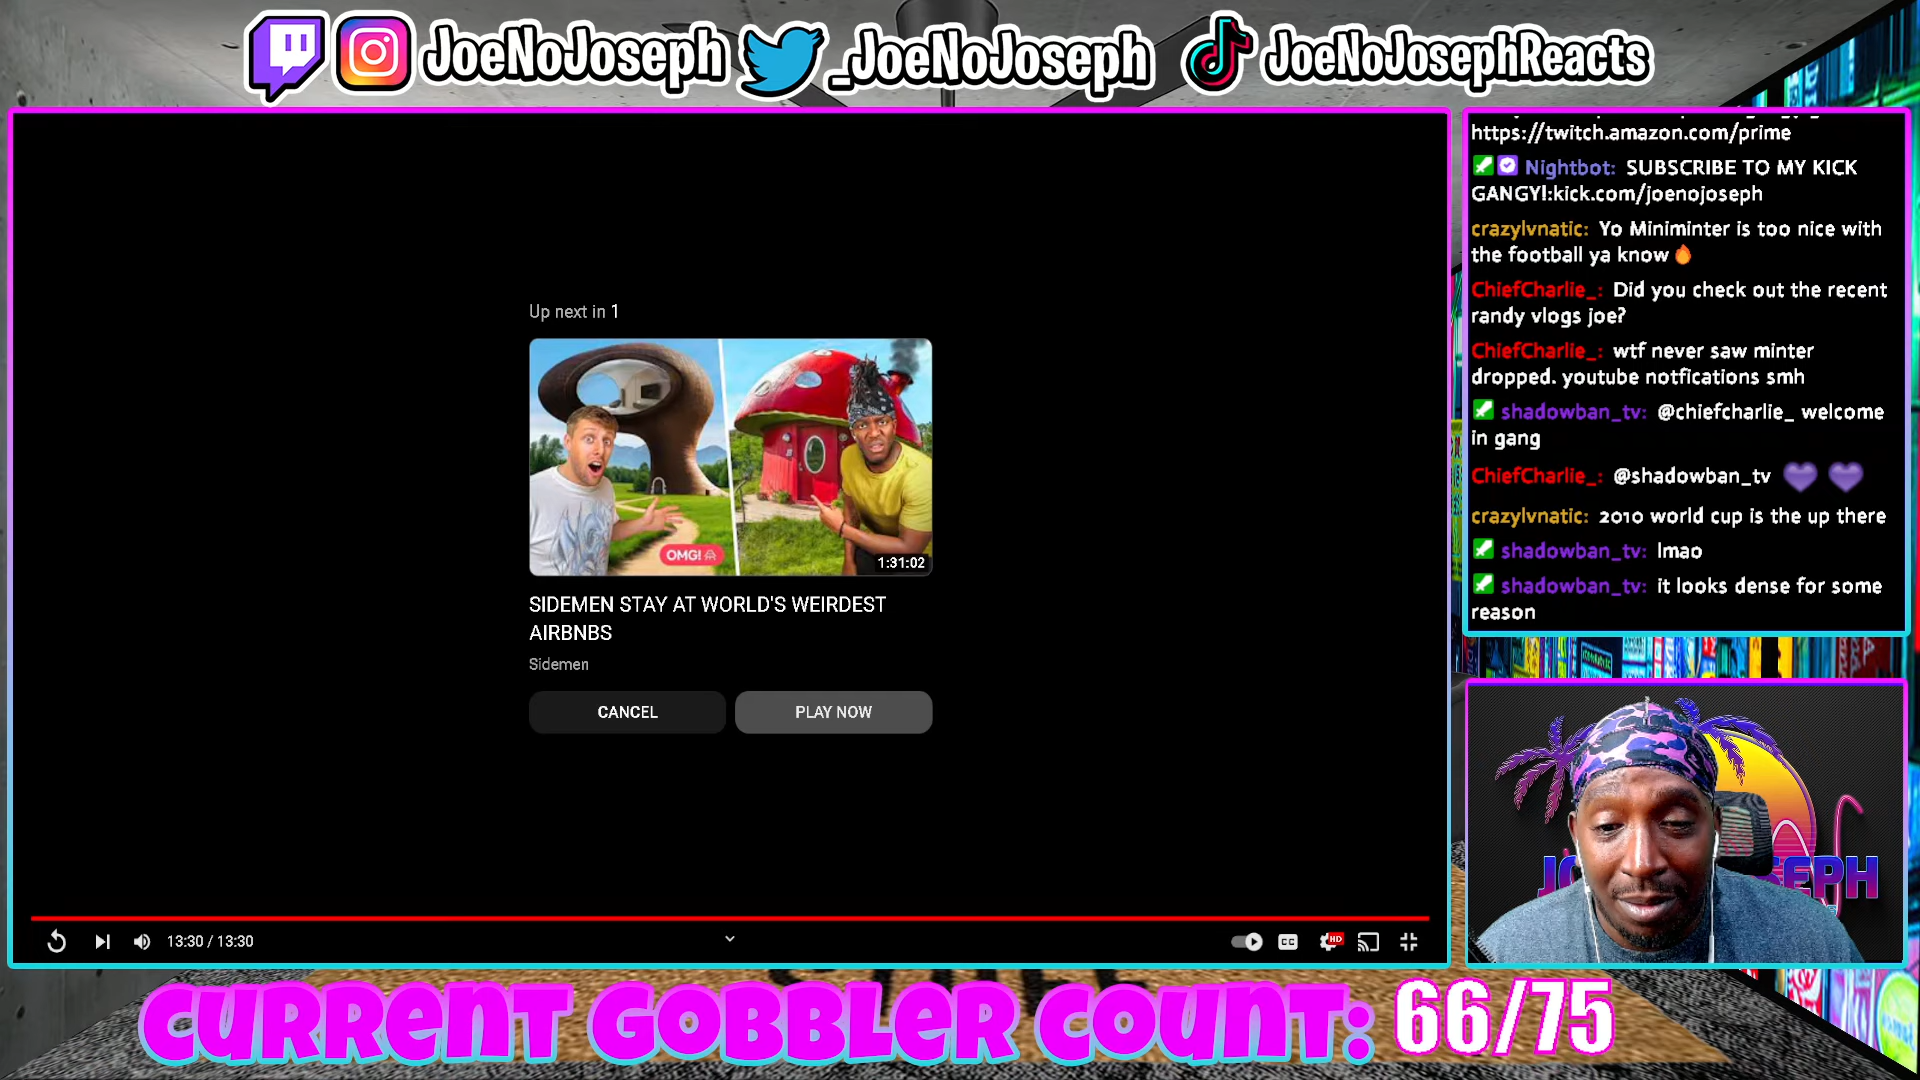 JoeNoJoseph
_JoeNoJoseph
JoeNoJosephReacts
https://twitch.amazon.com/prime
Nightbot: SUBSCRIBE TO MY KICK
GANGY!:kick.com/joenojoseph
crazylvnatic: Yo Miniminter is too nice with
the football ya know
ChiefCharlie_: Did you check out the recent
randy vlogs joe?
ChiefCharlie_: wtf never saw minter
dropped. youtube notfications smh
shadowban_tv: @chiefcharlie_ welcome
in gang
ChiefCharlie_: @shadowban_tv
crazylvnatic: 2010 world cup is the up there
shadowban_tv: lmao
shadowban_tv: it looks dense for some
reason
Up next in 1
OMG!
1:31:02
SIDEMEN STAY AT WORLD'S WEIRDEST
AIRBNBS
Sidemen
CANCEL
PLAY NOW
13:30 / 13:30
CC
HD
CURRENT GOBBLER COUNT: 66/75